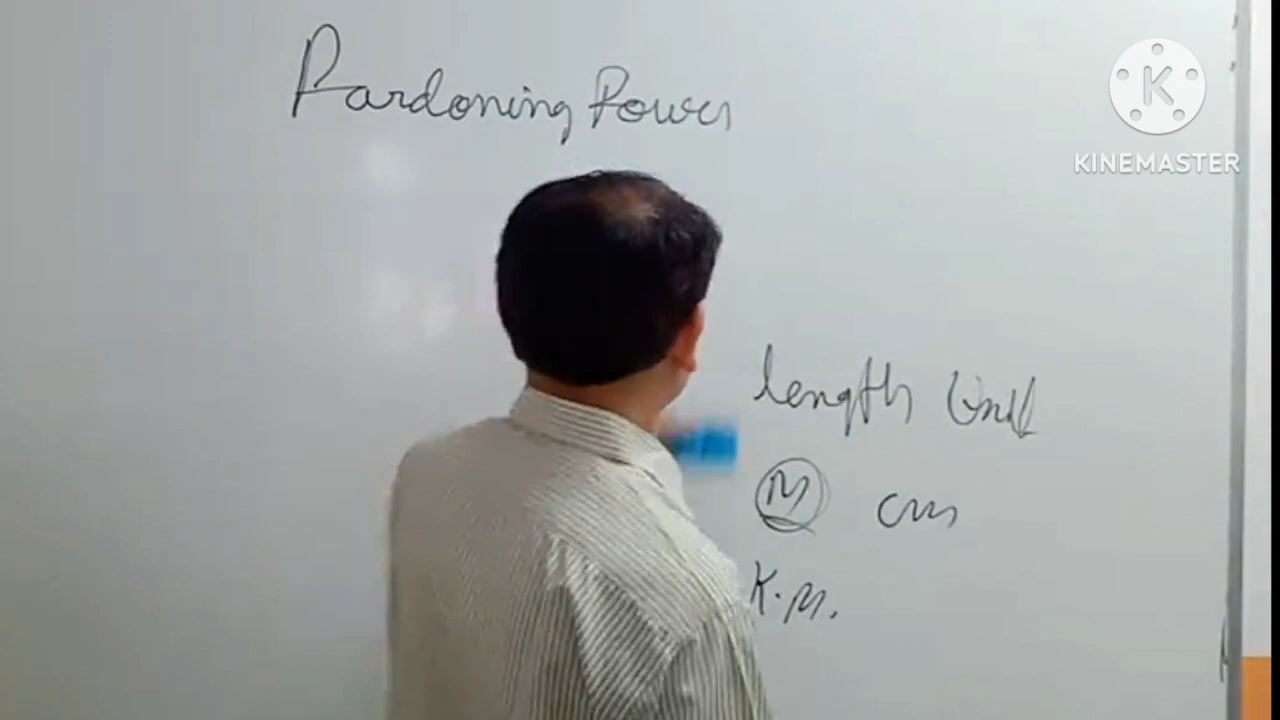 Pardoning Power
K
KINEMASTER
length Unit
M cm
K.M.